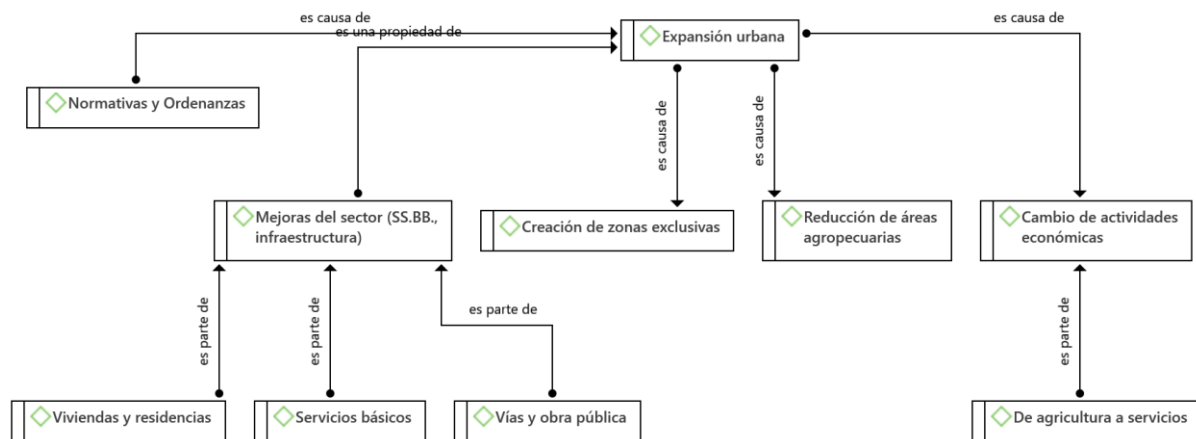 es causa de
es una propiedad de
Expansión urbana
es causa de
Normativas y Ordenanzas
es causa de
es causa de
Mejoras del sector (SS.BB.,
infraestructura)
Creación de zonas exclusivas
Reducción de áreas
agropecuarias
Cambio de actividades
económicas
es parte de
es parte de
es parte de
es parte de
Viviendas y residencias
Servicios básicos
Vías y obra pública
De agricultura a servicios